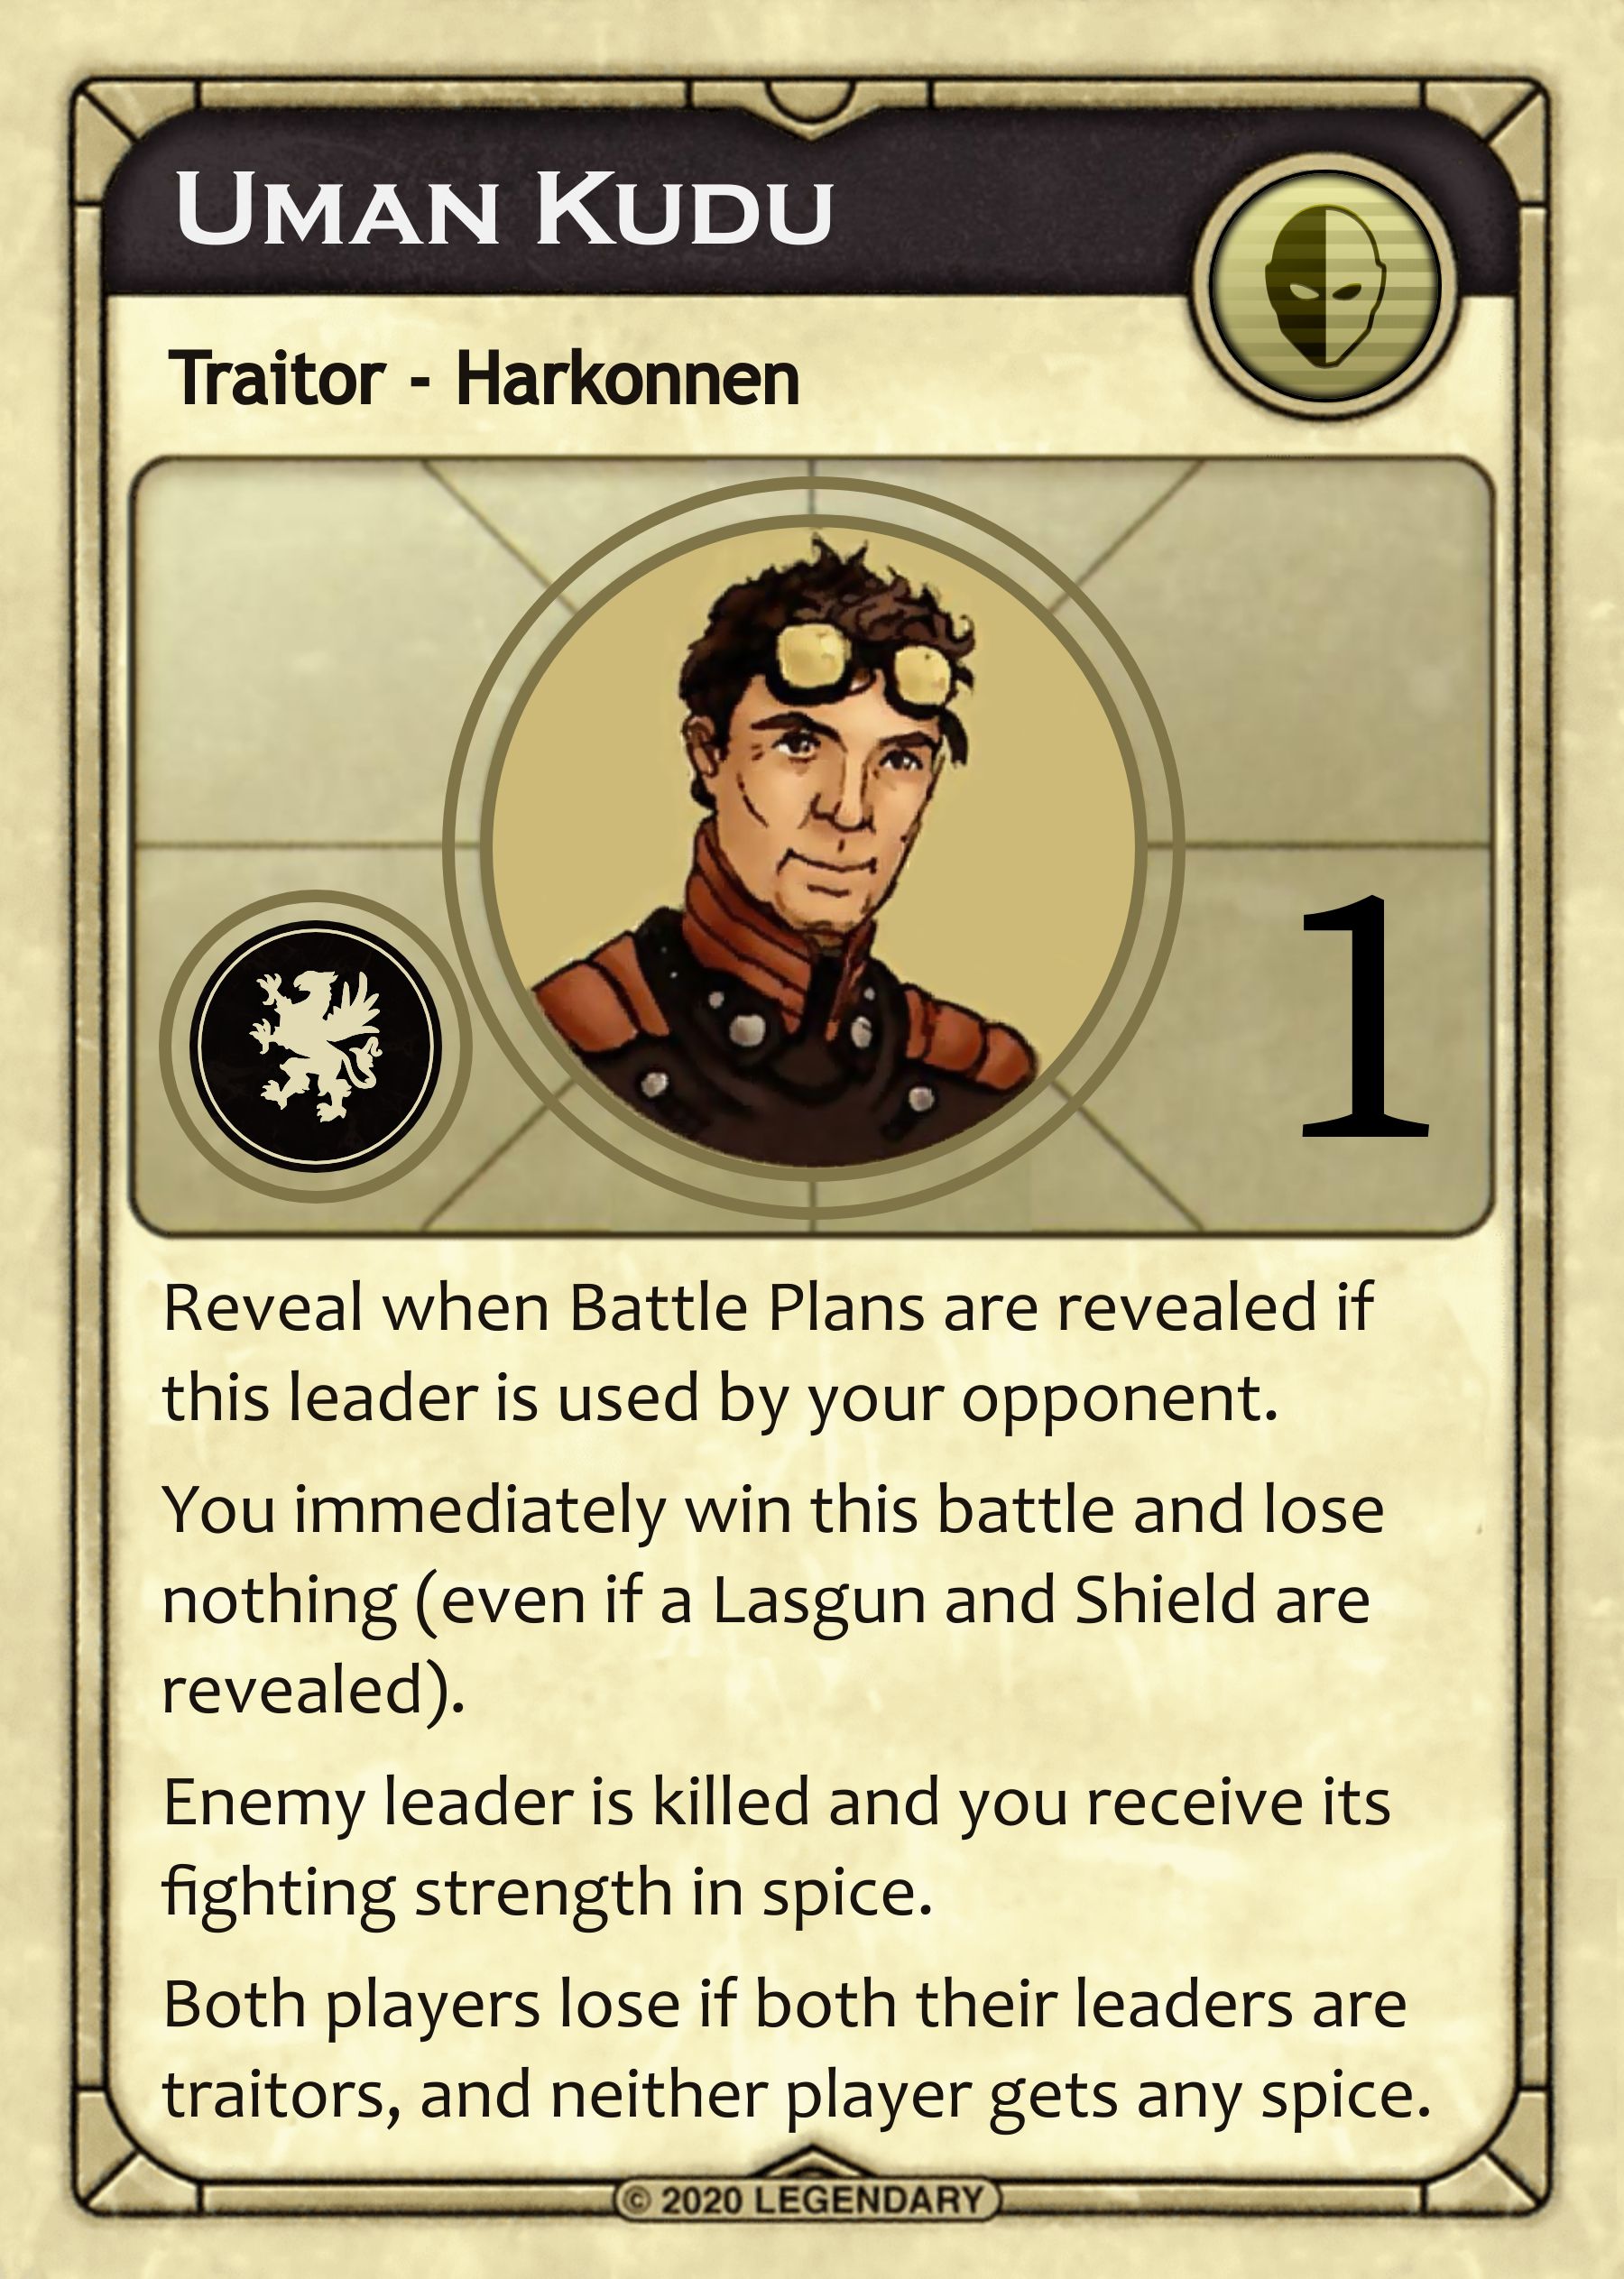 UMAN KUDU
Traitor - Harkonnen
1
Reveal when Battle Plans are revealed if
this leader is used by your opponent.
You immediately win this battle and lose
nothing (even if a Lasgun and Shield are
revealed).
Enemy leader is killed and you receive its
fighting strength in spice.
Both players lose if both their leaders are
traitors, and neither player gets any spice.
© 2020 LEGENDARY